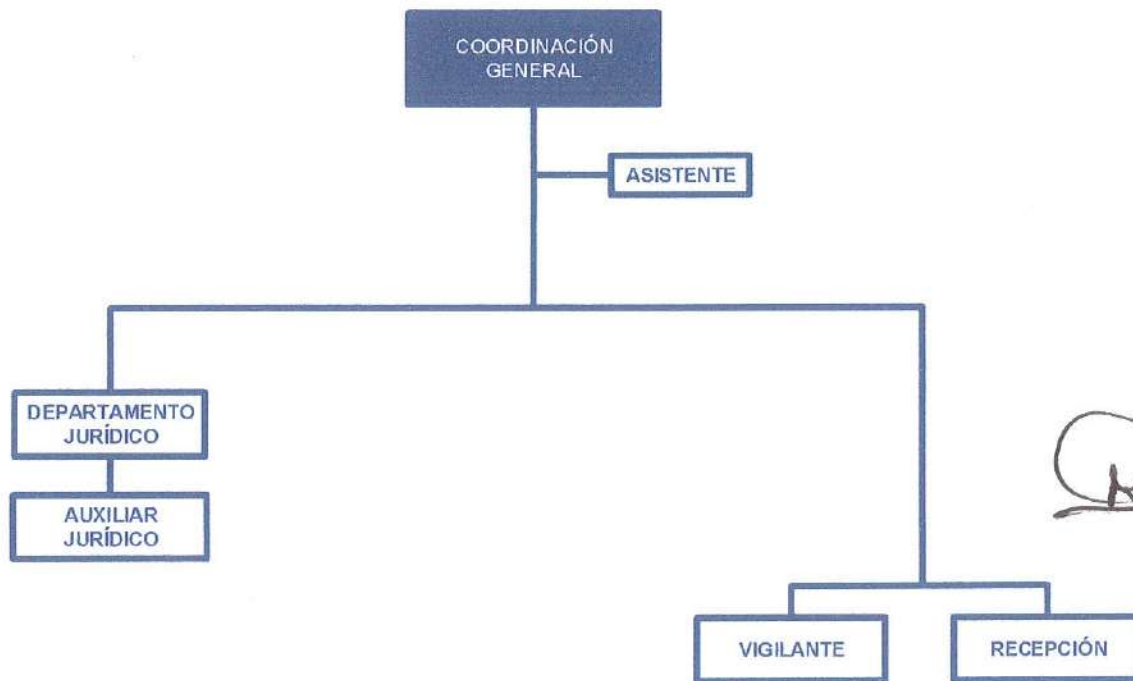 COORDINACIÓN
GENERAL
ASISTENTE
DEPARTAMENTO
JURÍDICO
AUXILIAR
JURÍDICO
VIGILANTE
RECEPCIÓN